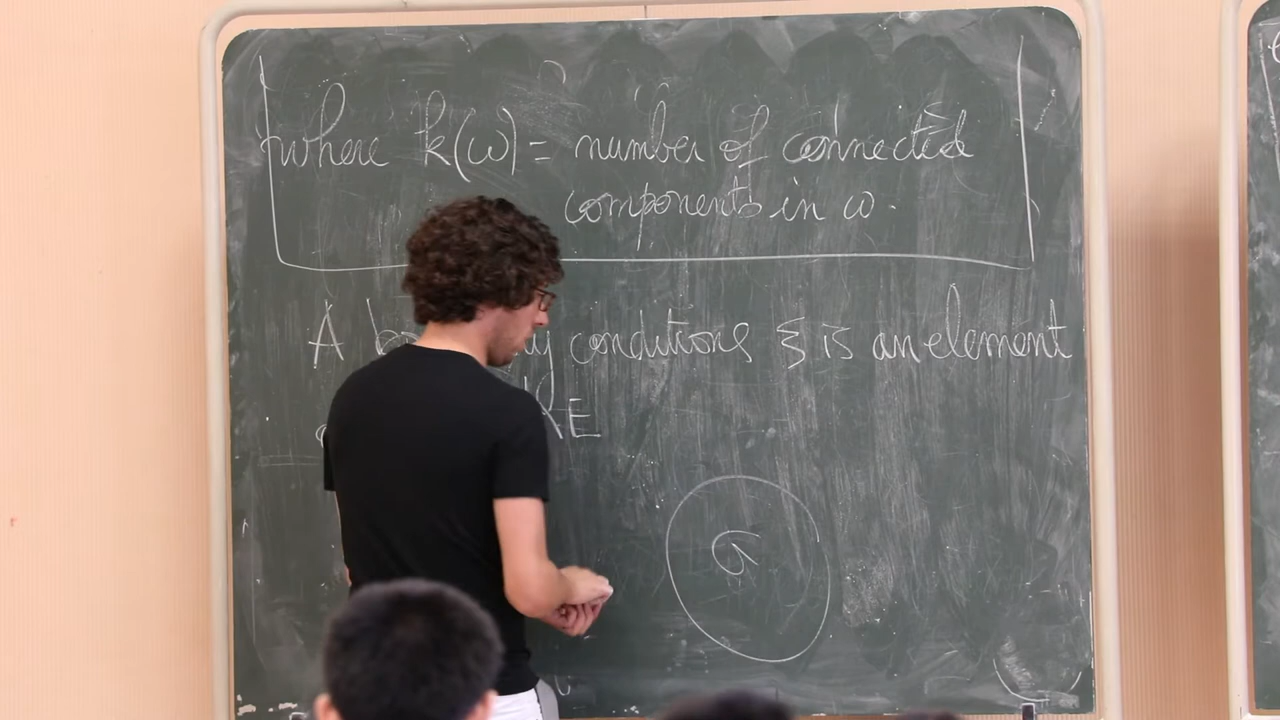 where k(ω) = number of connected
components in ω.
A conditions ξ is an element
E
G